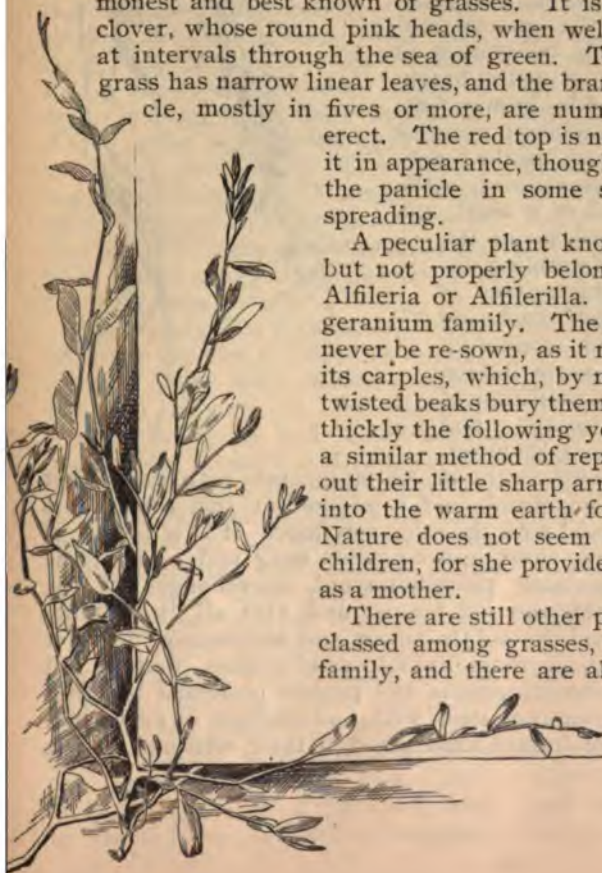 monest and best known of grasses. It is
clover, whose round pink heads, when wel
at intervals through the sea of green. T
grass has narrow linear leaves, and the bran
cle, mostly in fives or more, are num
erect. The red top is n
it in appearance, thoug
the panicle in some s
spreading.
A peculiar plant kno
but not properly belon
Alfileria or Alfilerilla.
geranium family. The
never be re-sown, as it r
its carples, which, by r
twisted beaks bury them
thickly the following ye
a similar method of rep
out their little sharp arr
into the warm earth fo
Nature does not seem
children, for she provide
as a mother.
There are still other p
classed among grasses,
family, and there are al